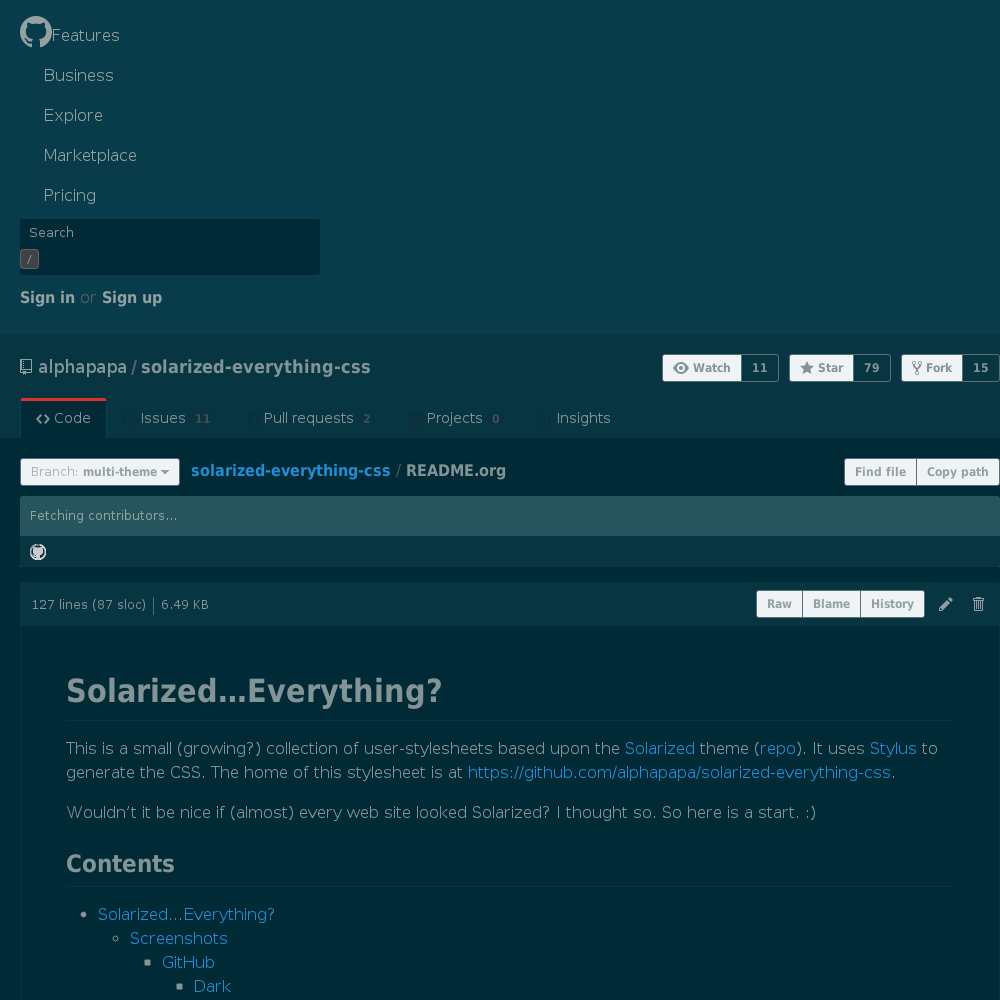 Features
Business
Explore
Marketplace
Pricing
Search
/
Sign in or Sign up
alphapapa / solarized-everything-css
Watch 11 Star 79 Fork 15
Code Issues 11 Pull requests 2 Projects 0 Insights
Branch: multi-theme solarized-everything-css / README.org Find file Copy path
Fetching contributors…
127 lines (87 sloc) 6.49 KB Raw Blame History
Solarized…Everything?
This is a small (growing?) collection of user-stylesheets based upon the Solarized theme (repo). It uses Stylus to
generate the CSS. The home of this stylesheet is at https://github.com/alphapapa/solarized-everything-css.
Wouldn’t it be nice if (almost) every web site looked Solarized? I thought so. So here is a start. :)
Contents
Solarized…Everything?
Screenshots
GitHub
Dark